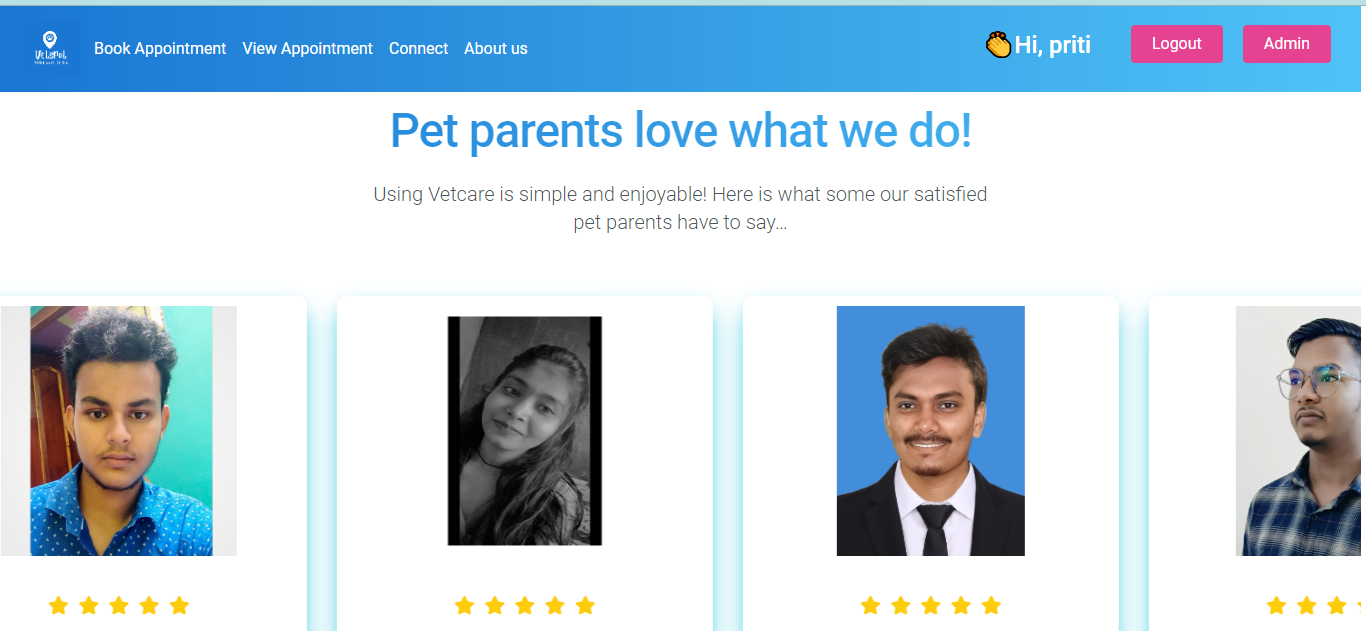 VetSpot
Book Appointment View Appointment Connect About us
Hi, priti
Logout
Admin
Pet parents love what we do!
Using Vetcare is simple and enjoyable! Here is what some our satisfied
pet parents have to say...